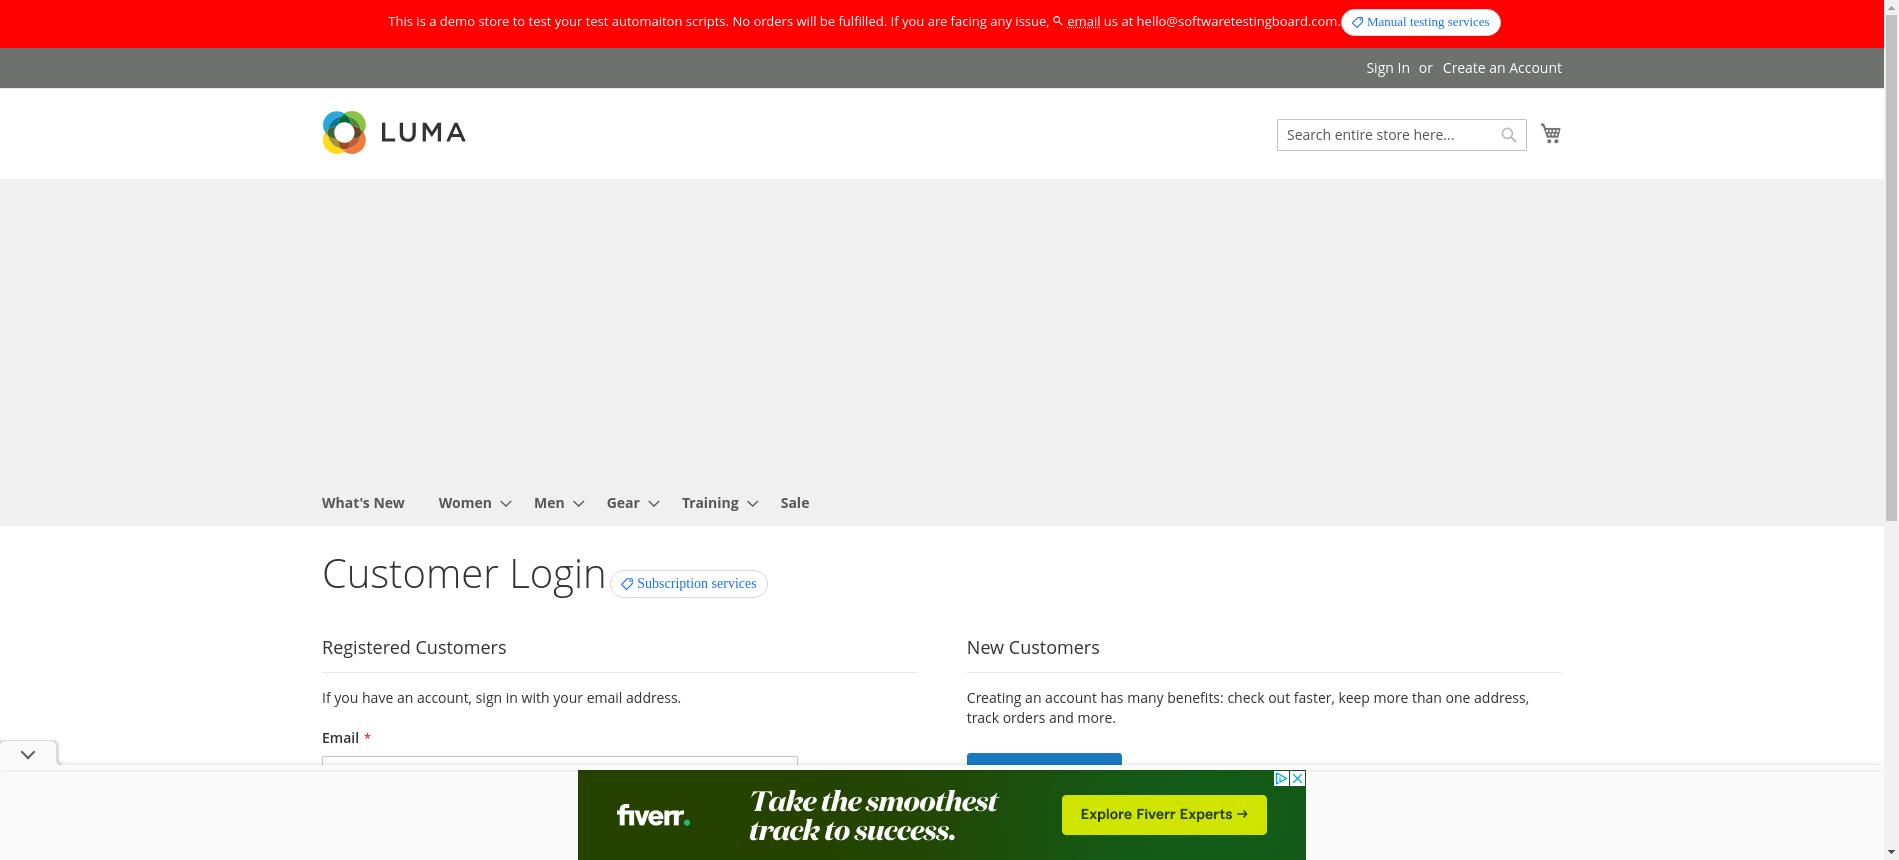 This is a demo store to test your test automaiton scripts. No orders will be fulfilled. If you are facing any issue, email us at hello@softwaretestingboard.com. Manual testing services
Sign In or Create an Account
LUMA
Search entire store here...
What's New Women Men Gear Training Sale
Customer Login Subscription services
Registered Customers
If you have an account, sign in with your email address.
Email *
New Customers
Creating an account has many benefits: check out faster, keep more than one address,
track orders and more.
fiverr.
Take the smoothest
track to success.
Explore Fiverr Experts →